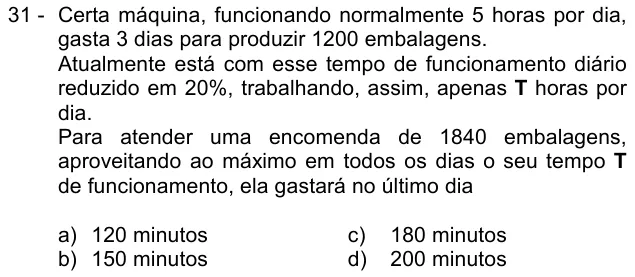 31 - Certa máquina, funcionando normalmente 5 horas por dia,
gasta 3 dias para produzir 1200 embalagens.
Atualmente está com esse tempo de funcionamento diário
reduzido em 20%, trabalhando, assim, apenas T horas por
dia.
Para atender uma encomenda de 1840 embalagens,
aproveitando ao máximo em todos os dias o seu tempo T
de funcionamento, ela gastará no último dia
a) 120 minutos c) 180 minutos
b) 150 minutos d) 200 minutos